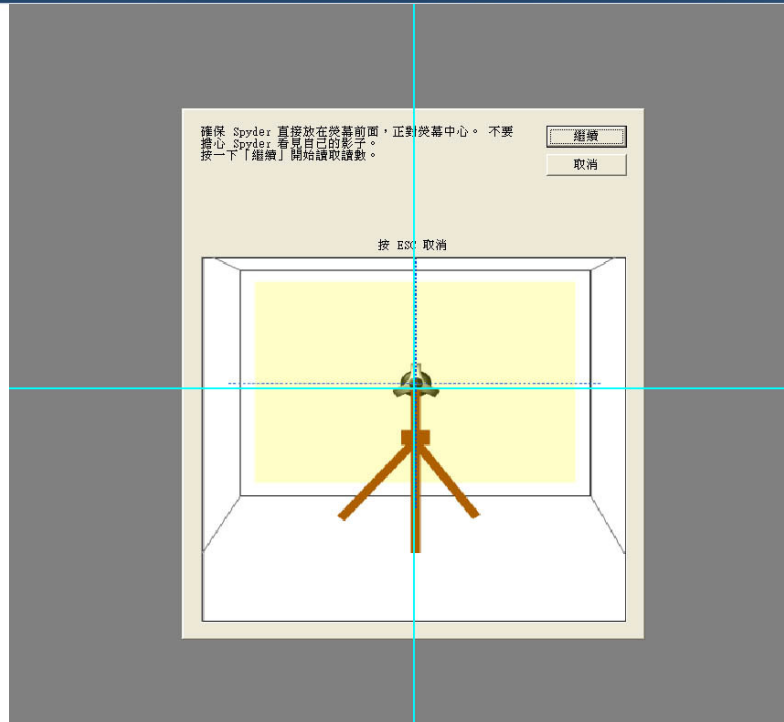 確保 Spyder 直接放在熒幕前面，正對熒幕中心。 不要
擔心 Spyder 看見自己的影子。
按一下「繼續」開始讀取讀數。
繼續
取消
按 ESC 取消